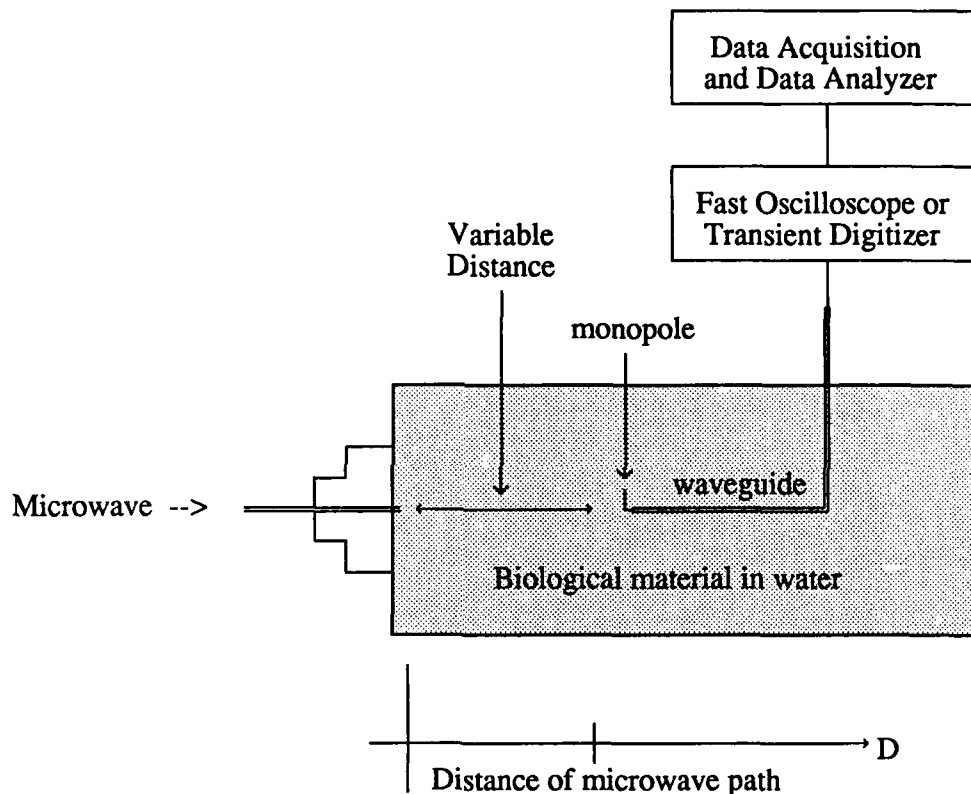 Data Acquisition
and Data Analyzer
Fast Oscilloscope or
Transient Digitizer
Variable
Distance
monopole
waveguide
Microwave -->
Biological material in water
D
Distance of microwave path